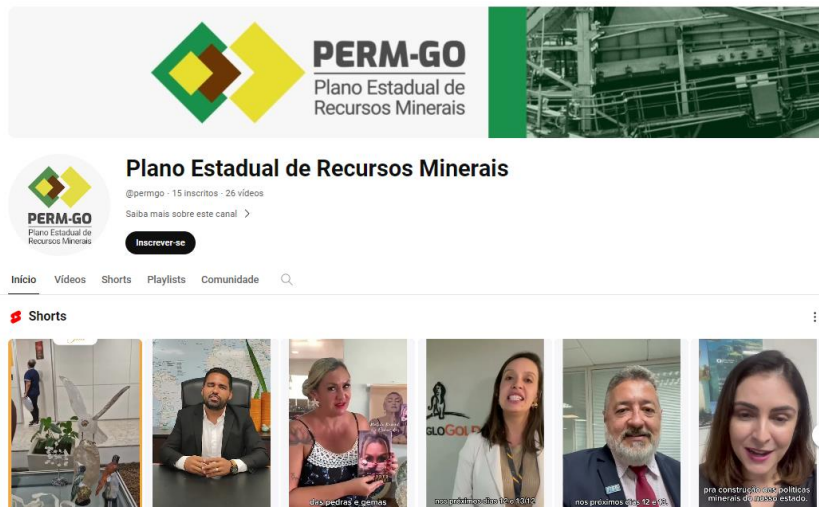 PERM-GO
Plano Estadual de
Recursos Minerais
Plano Estadual de Recursos Minerais
@permgo · 15 inscritos · 26 vídeos
Saiba mais sobre este canal
PERM-GO
Plano Estadual de
Recursos Minerais
Inscrever-se
Início Vídeos Shorts Playlists Comunidade
Shorts
GLOGOLD
das pedras e gemas
nos próximos dias 12 e 13/12
nos próximos dias 12 e 13,
pra construção das políticas
minerais do nosso estado.